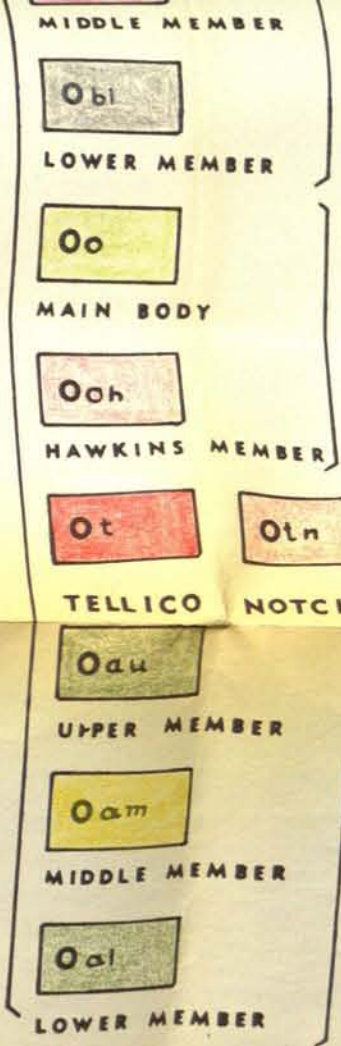 MIDDLE MEMBER
Obl
LOWER MEMBER
Oo
MAIN BODY
Ooh
HAWKINS MEMBER
Ot Otn
TELLICO NOTC
Oau
UPPER MEMBER
Oam
MIDDLE MEMBER
Oal
LOWER MEMBER